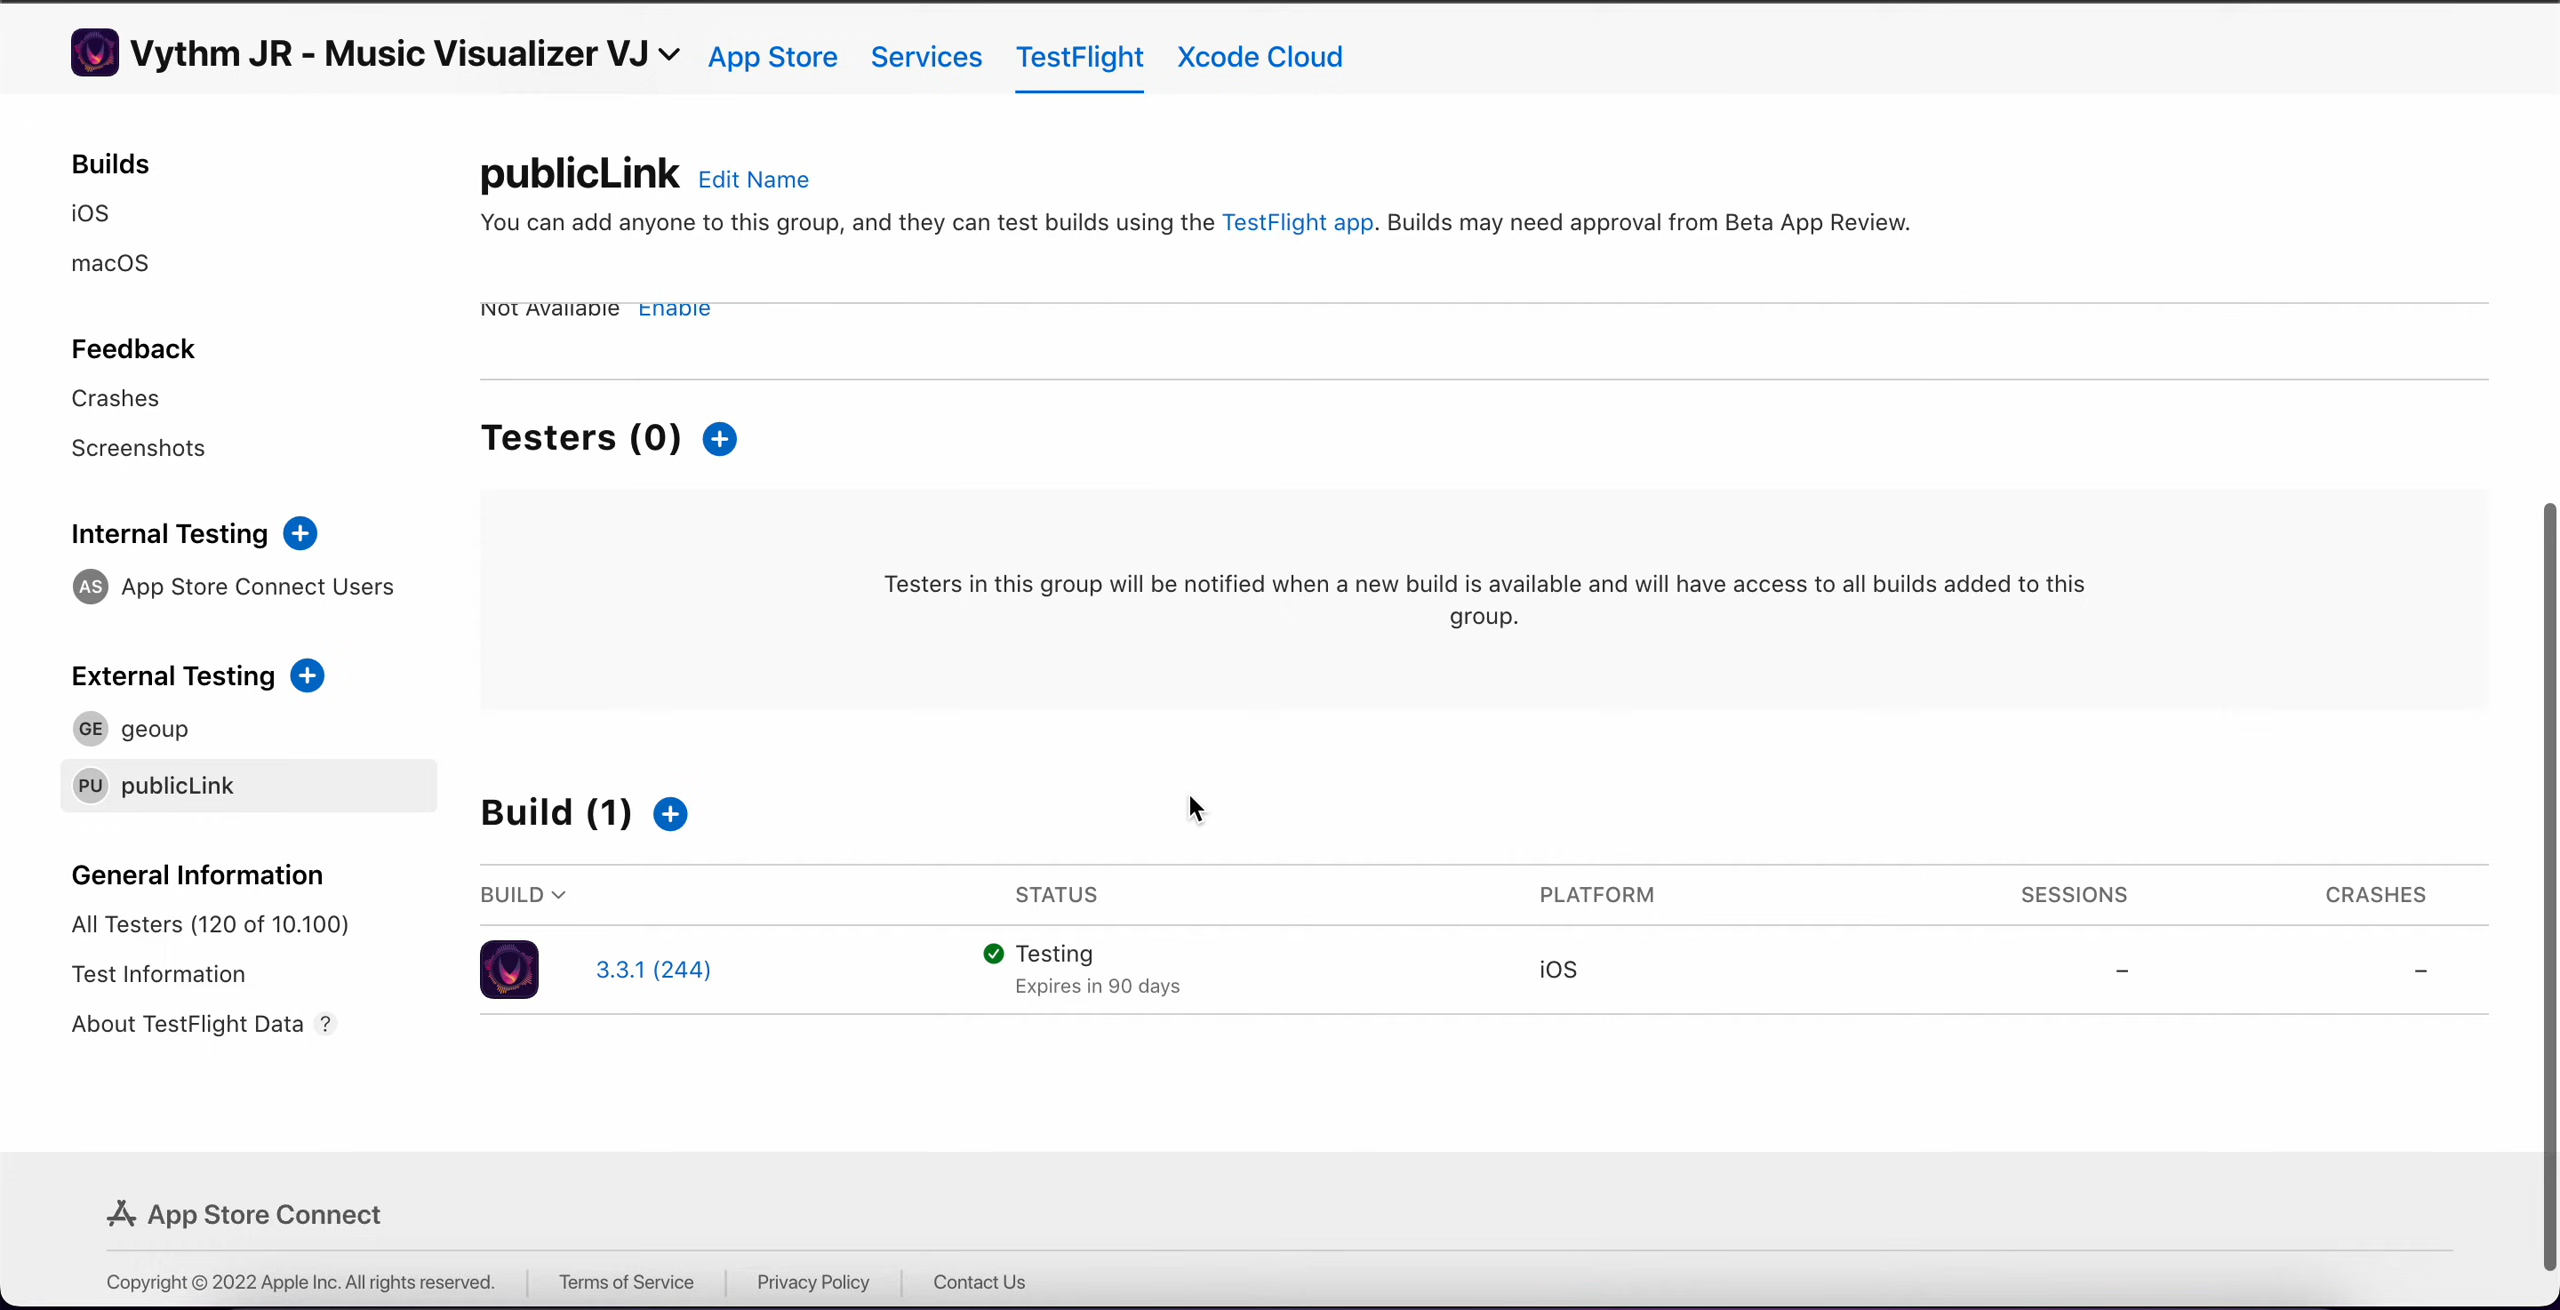 Vythm JR - Music Visualizer VJ
App Store
Services
TestFlight
Xcode Cloud
Builds
iOS
macOS
Feedback
Crashes
Screenshots
Internal Testing
AS App Store Connect Users
External Testing
GE geoup
PU publicLink
General Information
All Testers (120 of 10.100)
Test Information
About TestFlight Data ?
publicLink Edit Name
You can add anyone to this group, and they can test builds using the TestFlight app. Builds may need approval from Beta App Review.
Not Available Enable
Testers (0)
Testers in this group will be notified when a new build is available and will have access to all builds added to this
group.
Build (1)
BUILD STATUS PLATFORM SESSIONS CRASHES
3.3.1 (244) Testing iOS – –
Expires in 90 days
App Store Connect
Copyright © 2022 Apple Inc. All rights reserved. Terms of Service Privacy Policy Contact Us